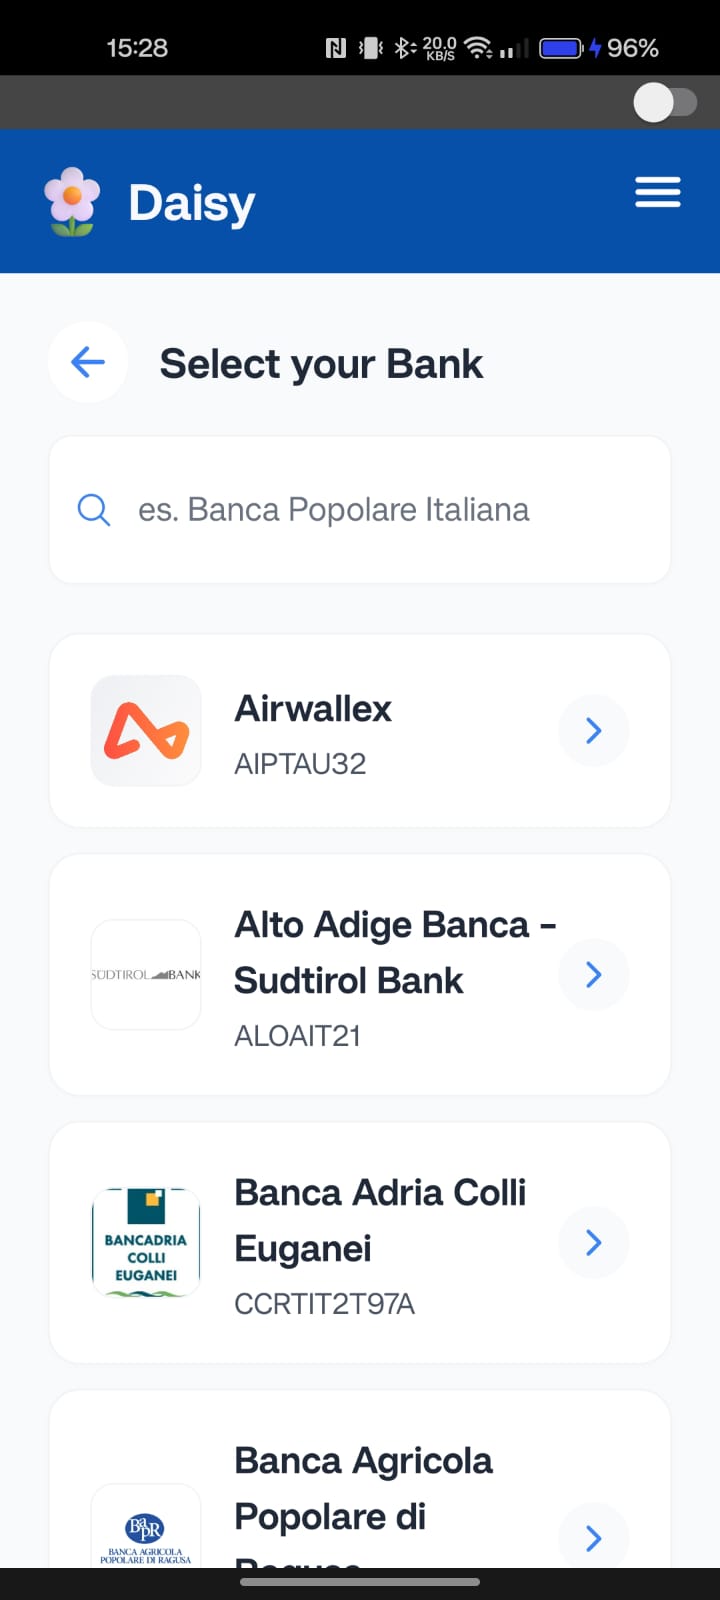 15:28
20.0
KB/S
96%
Daisy
Select your Bank
es. Banca Popolare Italiana
Airwallex
AIPTAU32
Alto Adige Banca –
Sudtirol Bank
SÜDTIROL BANK
ALOAIT21
Banca Adria Colli
Euganei
BANCADRIA
COLLI
EUGANEI
CCRTIT2T97A
Banca Agricola
Popolare di
BAPR
BANCA AGRICOLA
POPOLARE DI RAGUSA